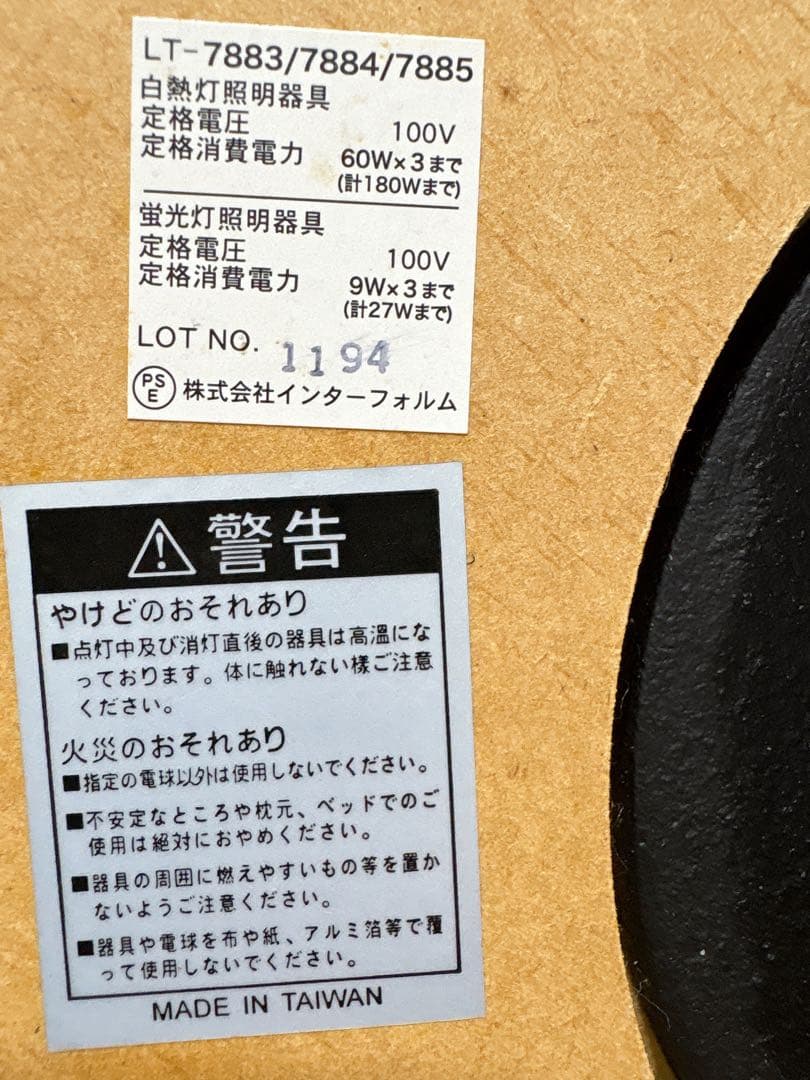 LT-7883/7884/7885
白熱灯照明器具
定格電圧 100V
定格消費電力 60W×3まで
(計180Wまで)
蛍光灯照明器具
定格電圧 100V
定格消費電力 9W×3まで
(計27Wまで)
LOT NO. 1194
PSE 株式会社インターフォルム
警告
やけどのおそれあり
■点灯中及び消灯直後の器具は高温にな
っております。体に触れない様ご注意
ください。
火災のおそれあり
■指定の電球以外は使用しないでください。
■不安定なところや枕元、ベッドでのご
使用は絶対におやめください。
■器具の周囲に燃えやすいもの等を置か
ないようご注意ください。
■器具や電球を布や紙、アルミ箔等で覆
って使用しないでください。
MADE IN TAIWAN